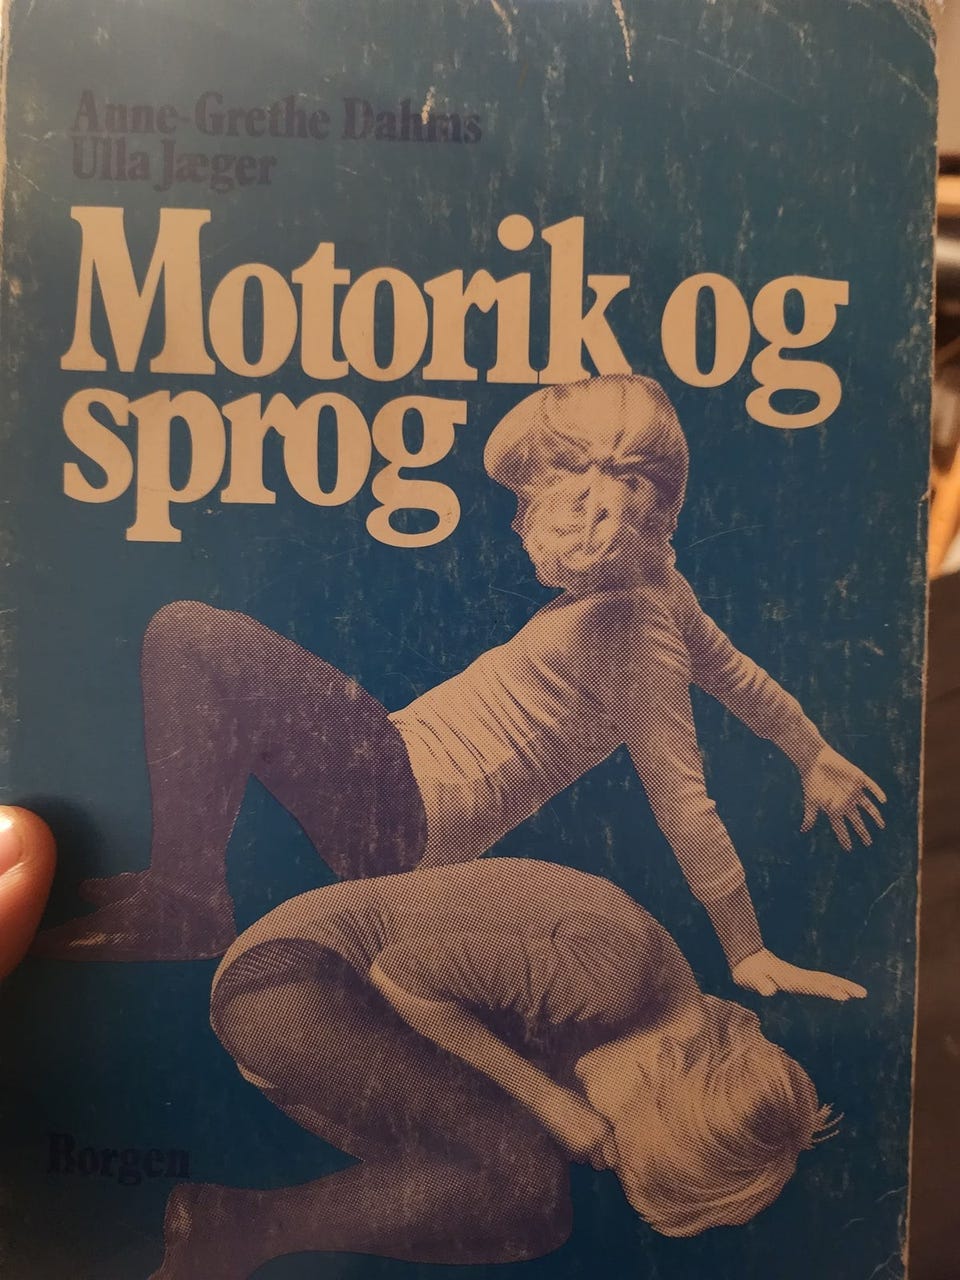 Anne-Grethe Dahms
Ulla Jæger
Motorik og
sprog
Borgen